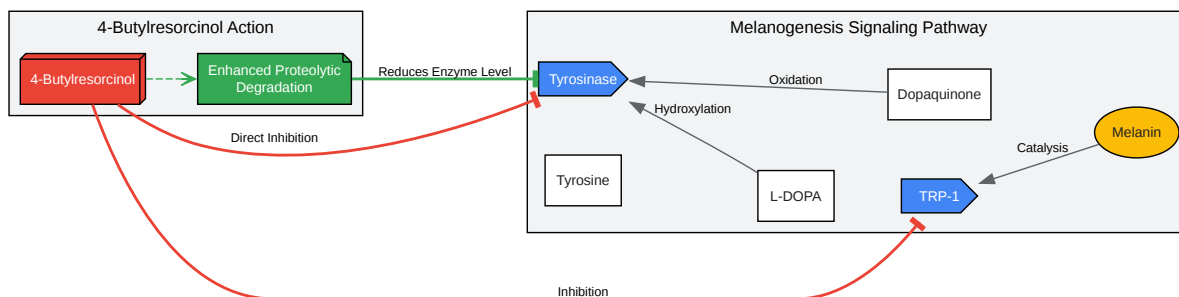 4-Butylresorcinol Action
Melanogenesis Signaling Pathway
4-Butylresorcinol
Enhanced Proteolytic
Degradation
Reduces Enzyme Level
Tyrosinase
Oxidation
Dopaquinone
Hydroxylation
Direct Inhibition
Melanin
Catalysis
Tyrosine
L-DOPA
TRP-1
Inhibition